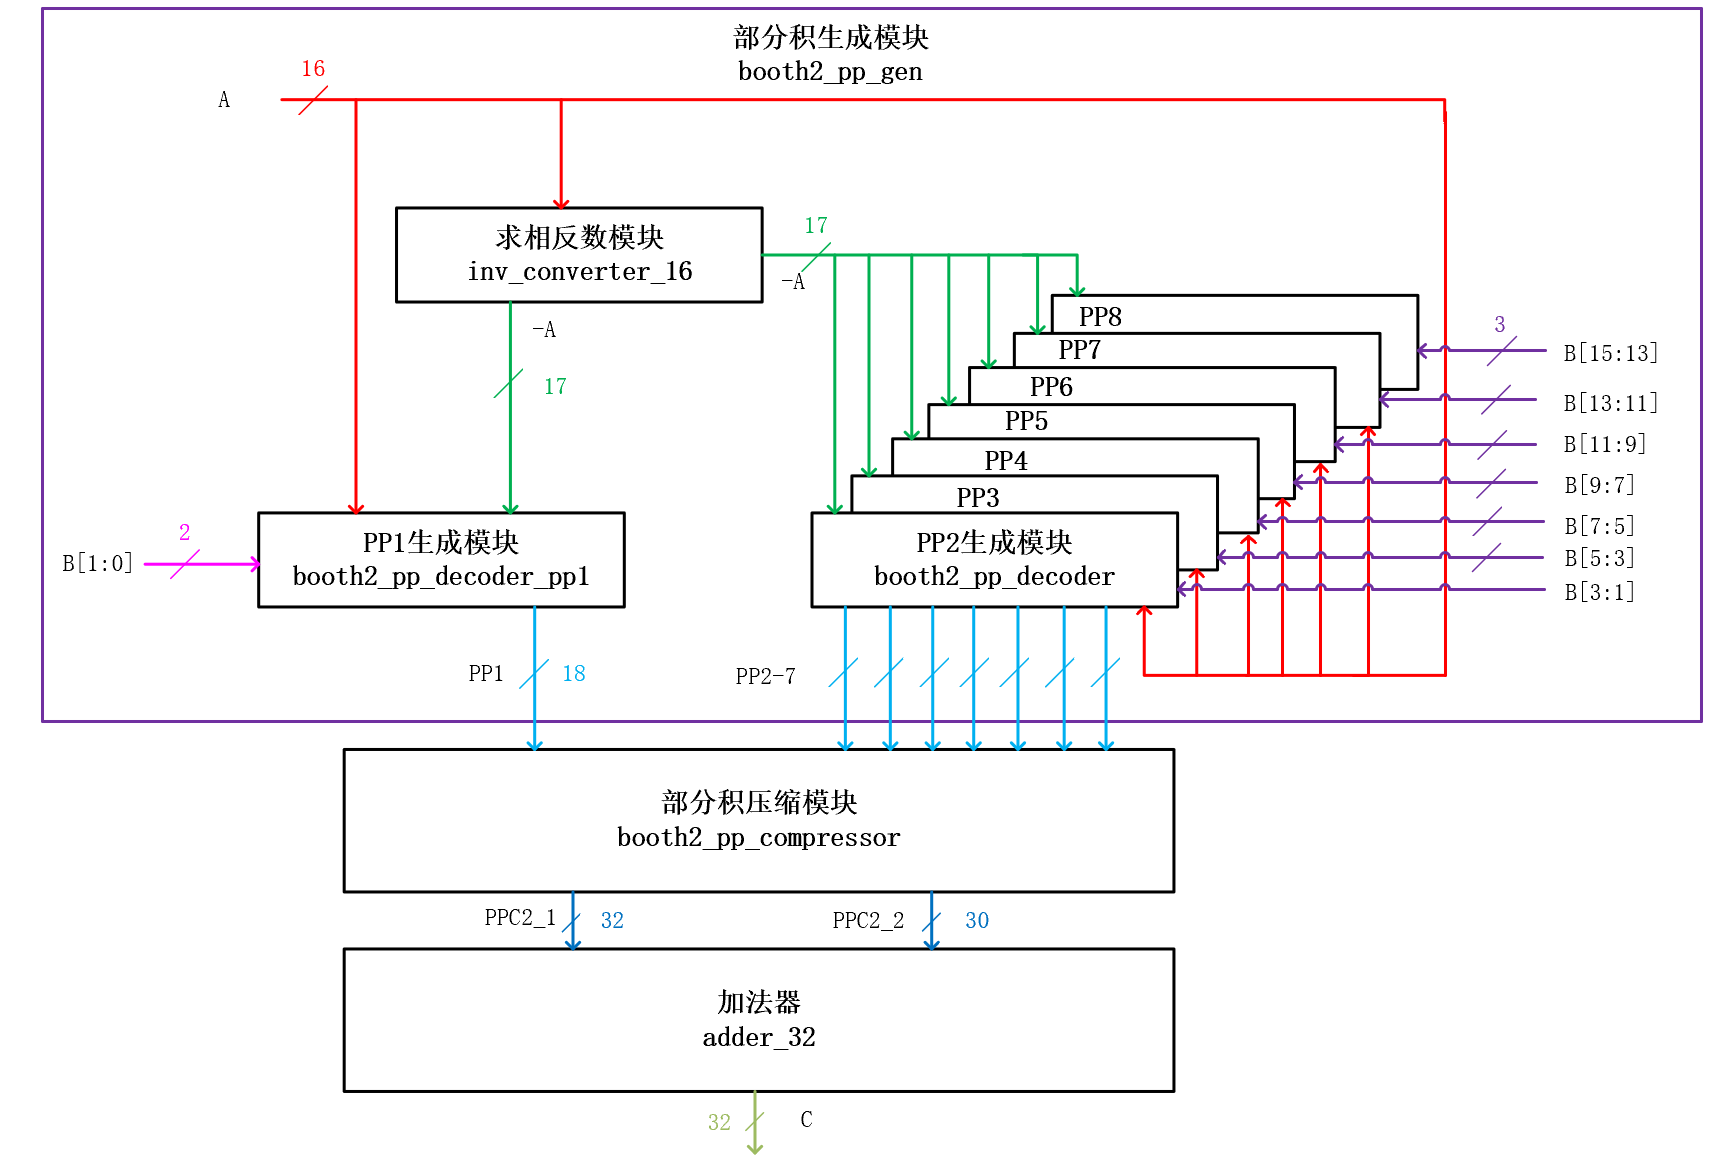 部分积生成模块
booth2_pp_gen
16
A
求相反数模块
inv_converter_16
17
-A
-A
17
PP8
PP7
PP6
PP5
PP4
PP3
3
B[15:13]
B[13:11]
B[11:9]
B[9:7]
B[7:5]
B[5:3]
B[3:1]
2
B[1:0]
PP1生成模块
booth2_pp_decoder_pp1
PP2生成模块
booth2_pp_decoder
PP1
18
PP2-7
部分积压缩模块
booth2_pp_compressor
PPC2_1
32
PPC2_2
30
加法器
adder_32
32
C